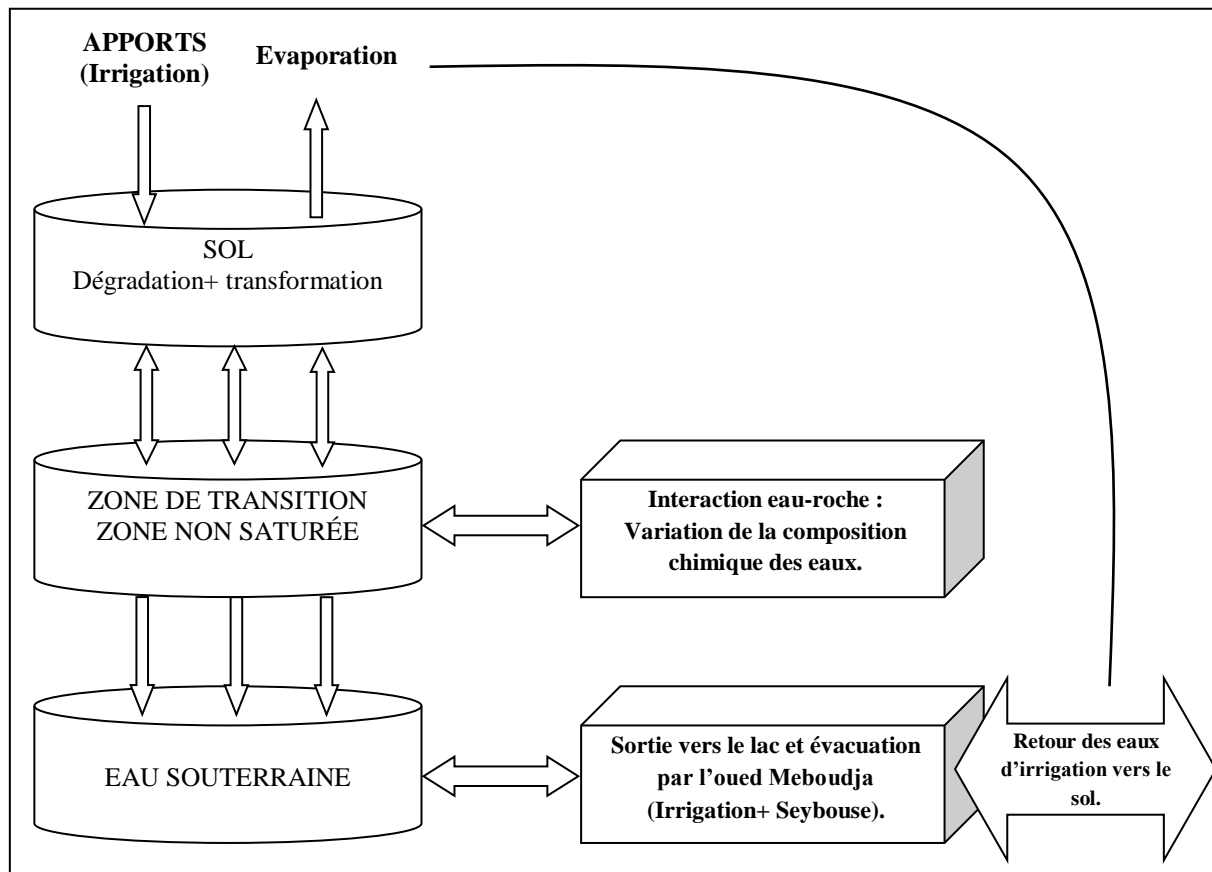 APPORTS
(Irrigation)
Evaporation
SOL
Dégradation+ transformation
ZONE DE TRANSITION
ZONE NON SATURÉE
Interaction eau-roche :
Variation de la composition
chimique des eaux.
EAU SOUTERRAINE
Sortie vers le lac et évacuation
par l’oued Meboudja
(Irrigation+ Seybouse).
Retour des eaux
d’irrigation vers le
sol.